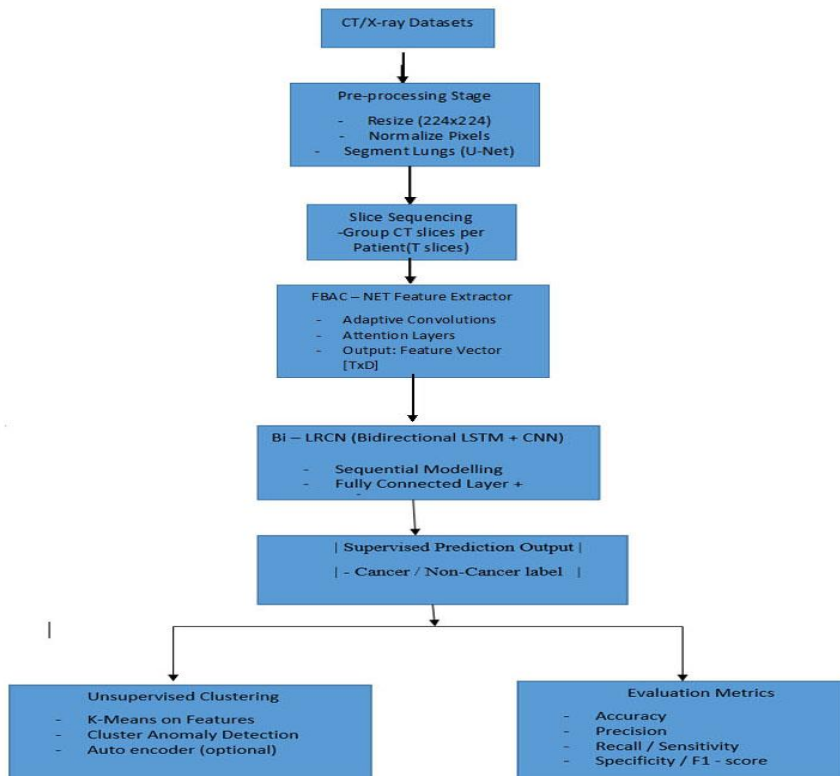 CT/X-ray Datasets
Pre-processing Stage
- Resize (224x224)
- Normalize Pixels
- Segment Lungs (U-Net)
Slice Sequencing
-Group CT slices per
Patient(T slices)
FBAC – NET Feature Extractor
- Adaptive Convolutions
- Attention Layers
- Output: Feature Vector
[TxD]
Bi – LRCN (Bidirectional LSTM + CNN)
- Sequential Modelling
- Fully Connected Layer +
-
| Supervised Prediction Output |
| - Cancer / Non-Cancer label |
|
Unsupervised Clustering
- K-Means on Features
- Cluster Anomaly Detection
- Auto encoder (optional)
Evaluation Metrics
- Accuracy
- Precision
- Recall / Sensitivity
- Specificity / F1 - score